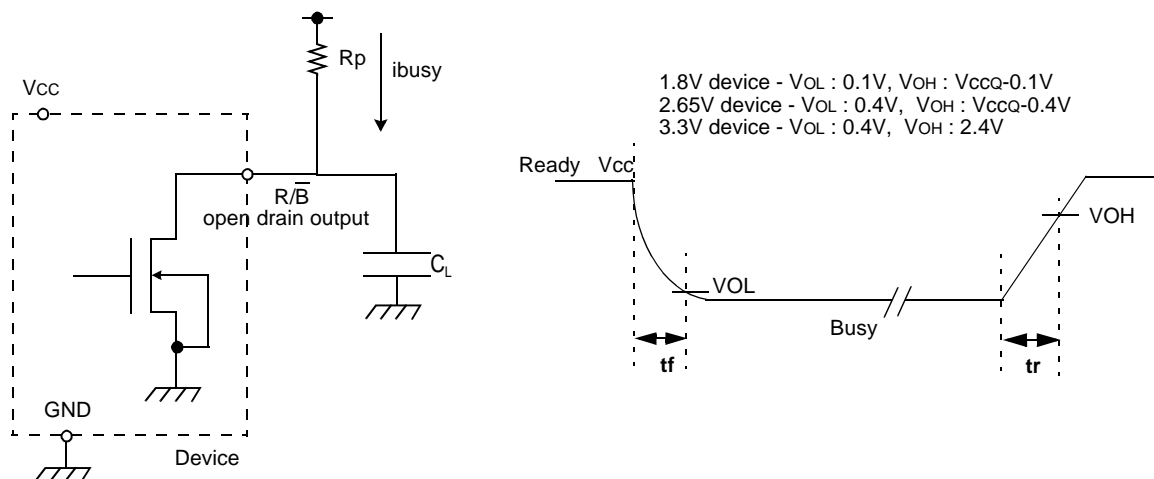 Rp
ibusy
VCC
R/B̅
open drain output
CL
GND
Device
1.8V device - VOL : 0.1V, VOH : VCCQ-0.1V
2.65V device - VOL : 0.4V, VOH : VCCQ-0.4V
3.3V device - VOL : 0.4V, VOH : 2.4V
Ready Vcc
VOH
VOL
Busy
tf
tr